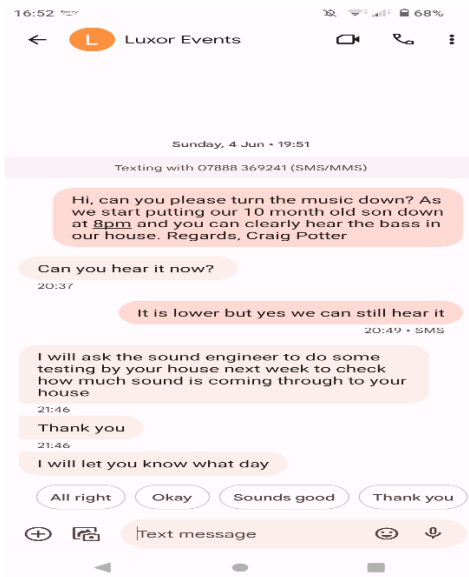 16:52
68%
L Luxor Events
Sunday, 4 Jun • 19:51
Texting with 07888 369241 (SMS/MMS)
Hi, can you please turn the music down? As
we start putting our 10 month old son down
at 8pm and you can clearly hear the bass in
our house. Regards, Craig Potter
Can you hear it now?
20:37
It is lower but yes we can still hear it
20:49 • SMS
I will ask the sound engineer to do some
testing by your house next week to check
how much sound is coming through to your
house
21:46
Thank you
21:46
I will let you know what day
All right
Okay
Sounds good
Thank you
Text message